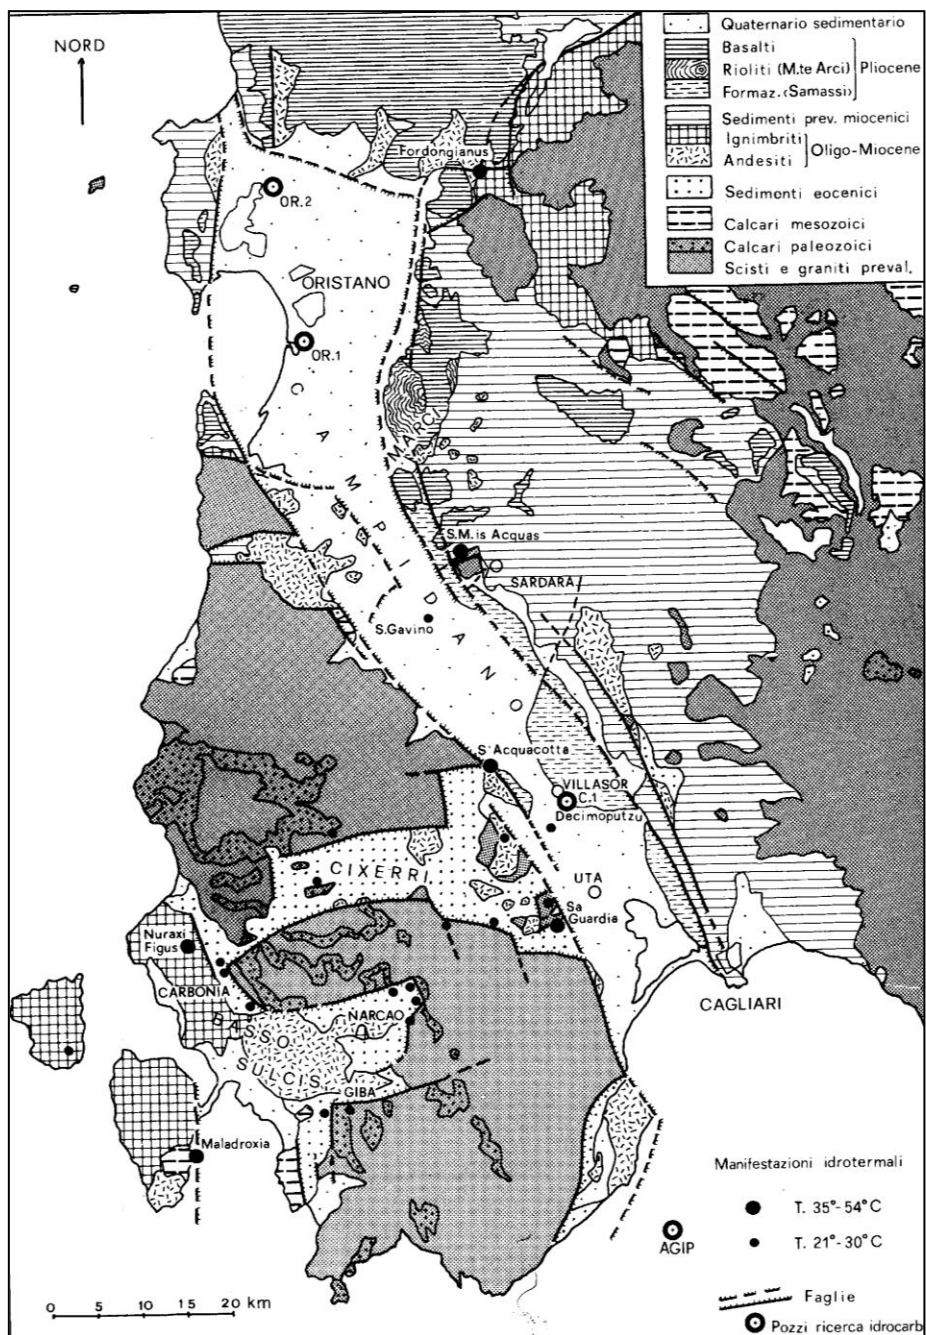 NORD
Quaternario sedimentario
Basalti
Rioliti (M.te Arci) Pliocene
Formaz. ‹Samassi›
Sedimenti prev. miocenici
Ignimbriti
Andesiti Oligo-Miocene
Sedimenti eocenici
Calcari mesozoici
Calcari paleozoici
Scisti e graniti preval.
Fordongianus
OR.2
ORISTANO
OR.1
CAMPIDANO
M.ARCI
S.M. is Acquas
SARDARA
S.Gavino
S'Acquacotta
VILLASOR
C.1
Decimoputzu
CIXERRI
UTA
Sa
Guardia
Nuraxi
Figus
CARBONIA
CAGLIARI
NARCAO
BASSO
SULCIS
GIBA
Maladroxia
Manifestazioni idrotermali
T. 35°-54°C
T. 21°-30°C
AGIP
Faglie
Pozzi ricerca idrocarb
0 5 10 15 20 km